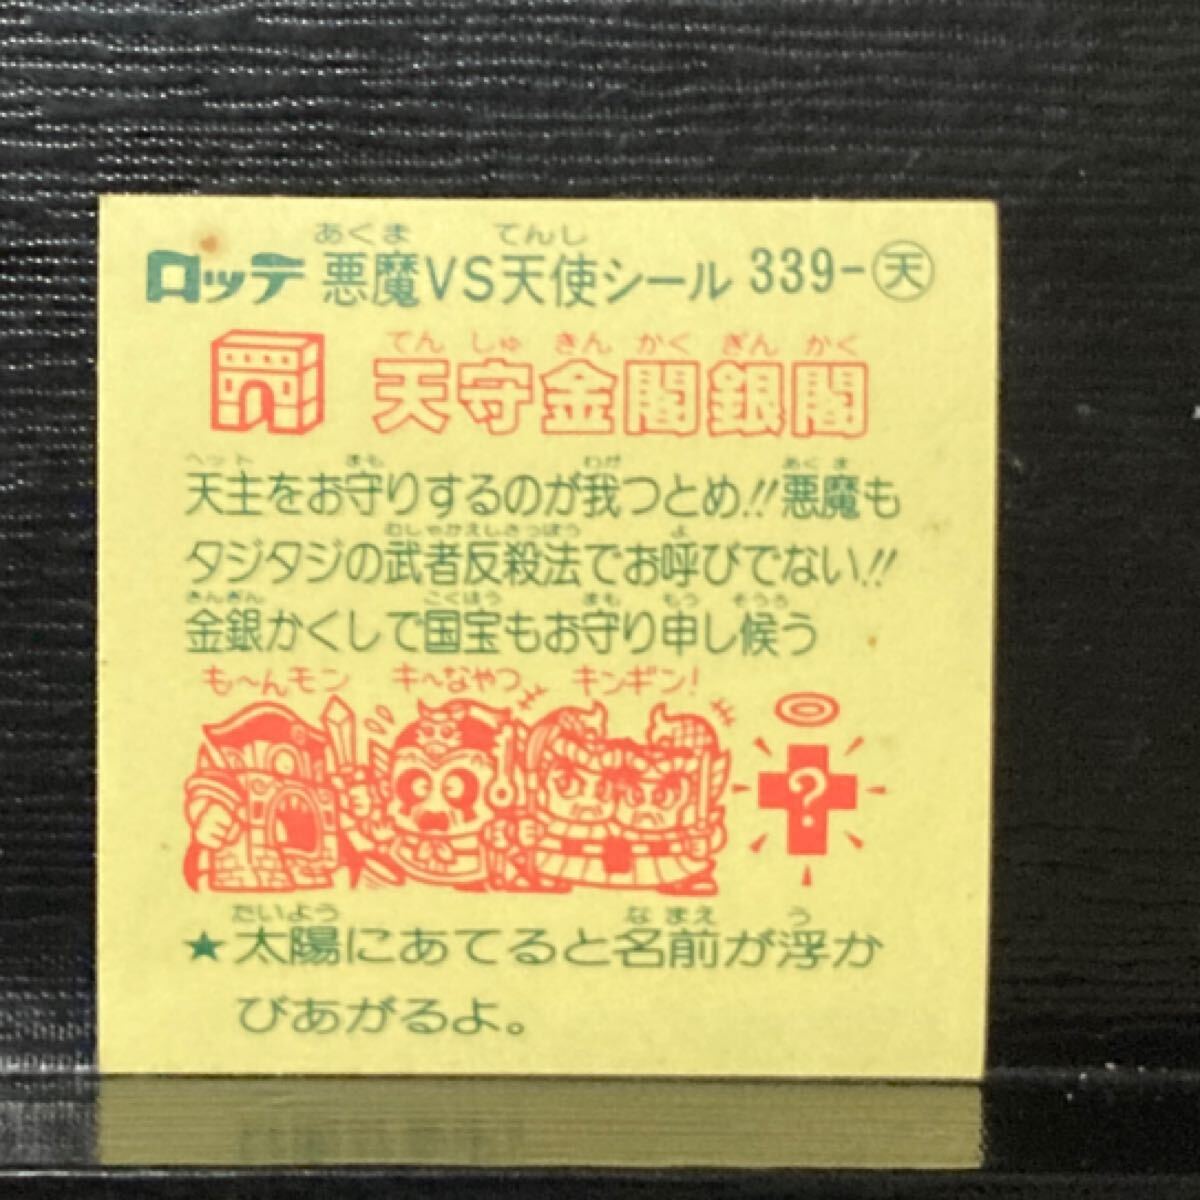 あくま てんし
ロッテ 悪魔VS天使シール 339-天
てん しゅ きん かく ぎん かく
天守金閣銀閣
ヘッド まも わが あくま
天主をお守りするのが我つとめ!!悪魔も
むしゃかえしさっぽう よ
タジタジの武者反殺法でお呼びでない!!
きんぎん こくほう まも もう そうろ
金銀かくしで国宝もお守り申し候う
も〜んモン キ〜なやつ キンギン!
?
たいよう なまえ う
★太陽にあてると名前が浮か
びあがるよ。